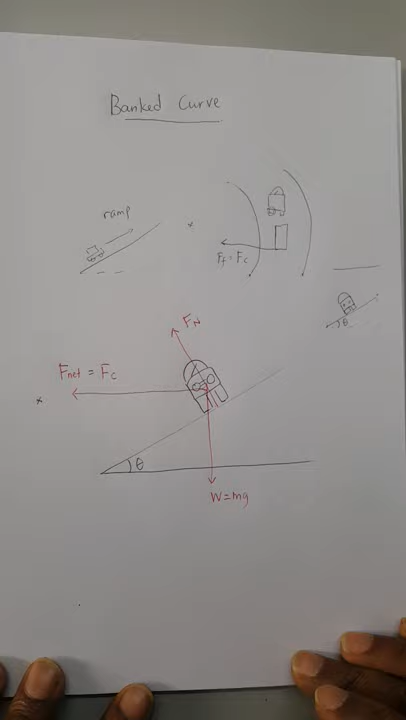 Banked Curve
ramp
x
Ff = Fc
θ
FN
Fnet = Fc
x
θ
W=mg